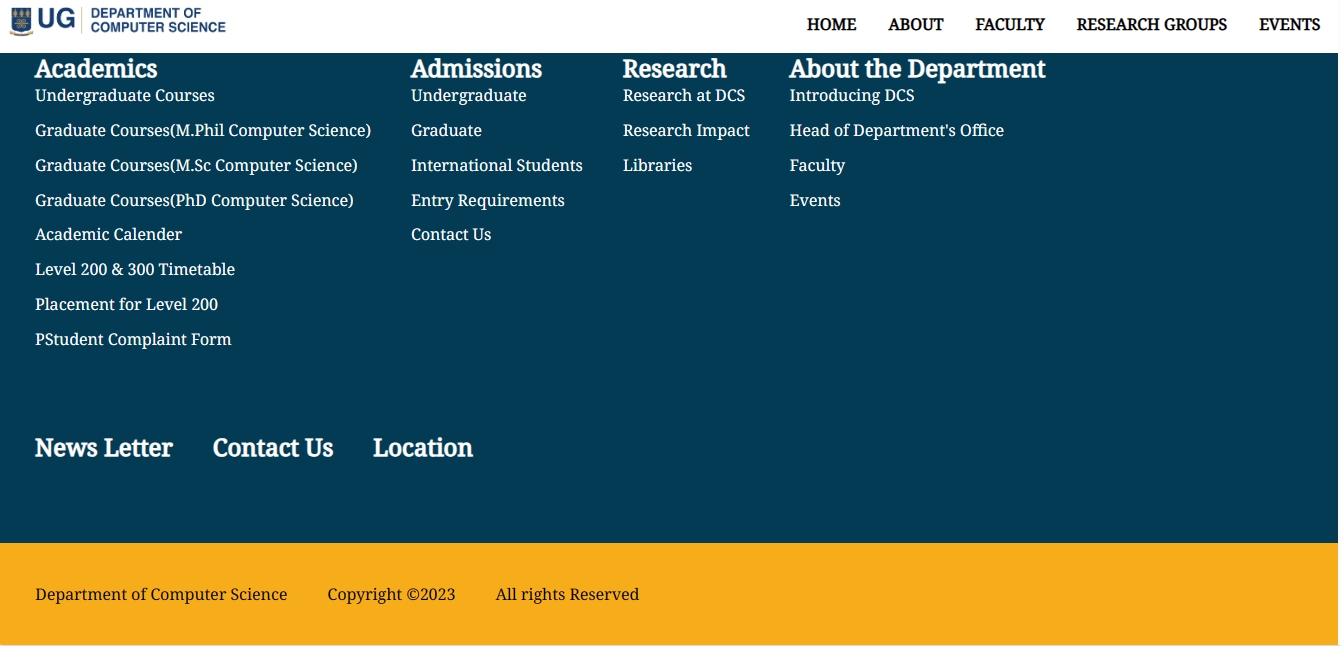 UG DEPARTMENT OF
COMPUTER SCIENCE
HOME ABOUT FACULTY RESEARCH GROUPS EVENTS
Academics
Undergraduate Courses
Graduate Courses(M.Phil Computer Science)
Graduate Courses(M.Sc Computer Science)
Graduate Courses(PhD Computer Science)
Academic Calender
Level 200 & 300 Timetable
Placement for Level 200
PStudent Complaint Form
Admissions
Undergraduate
Graduate
International Students
Entry Requirements
Contact Us
Research
Research at DCS
Research Impact
Libraries
About the Department
Introducing DCS
Head of Department's Office
Faculty
Events
News Letter Contact Us Location
Department of Computer Science Copyright ©2023 All rights Reserved